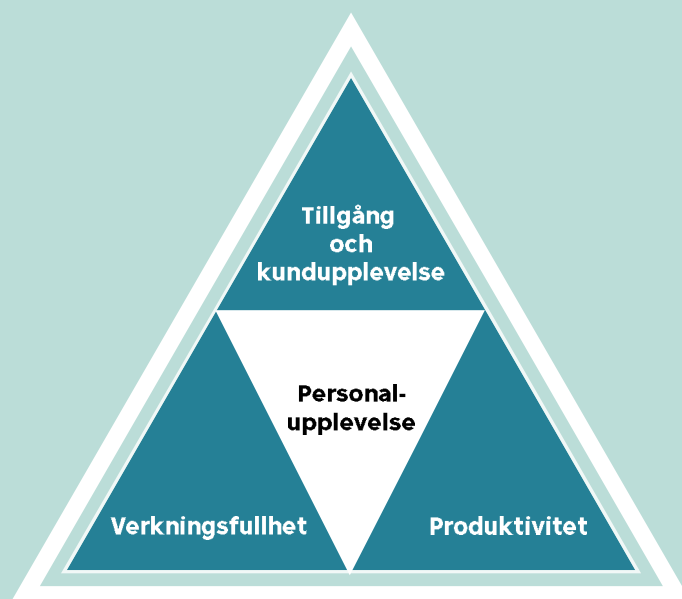 Tillgång
och
kundupplevelse
Personal-
upplevelse
Verkningsfullhet
Produktivitet